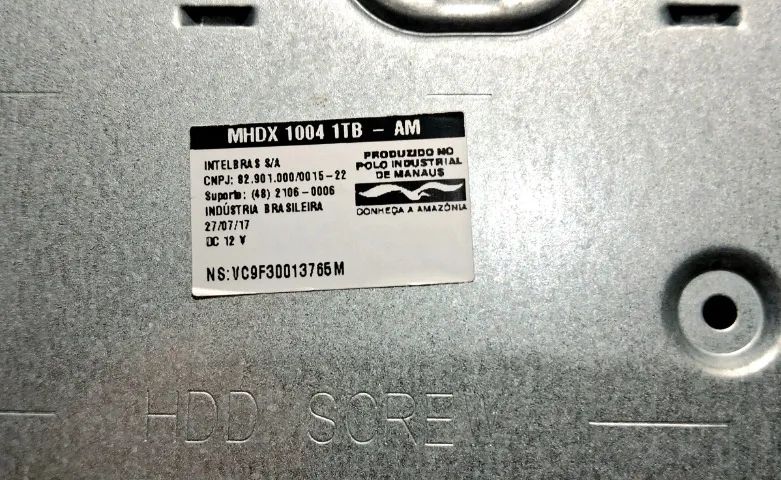 MHDX 1004 1TB - AM
INTELBRAS S/A
CNPJ: 82.901.000/0015-22
Suporte: (48) 2106-0006
INDÚSTRIA BRASILEIRA
27/07/17
DC 12 V
PRODUZIDO NO
POLO INDUSTRIAL
DE MANAUS
CONHEÇA A AMAZÔNIA
NS:VC9F30013765M
HDD SCREW